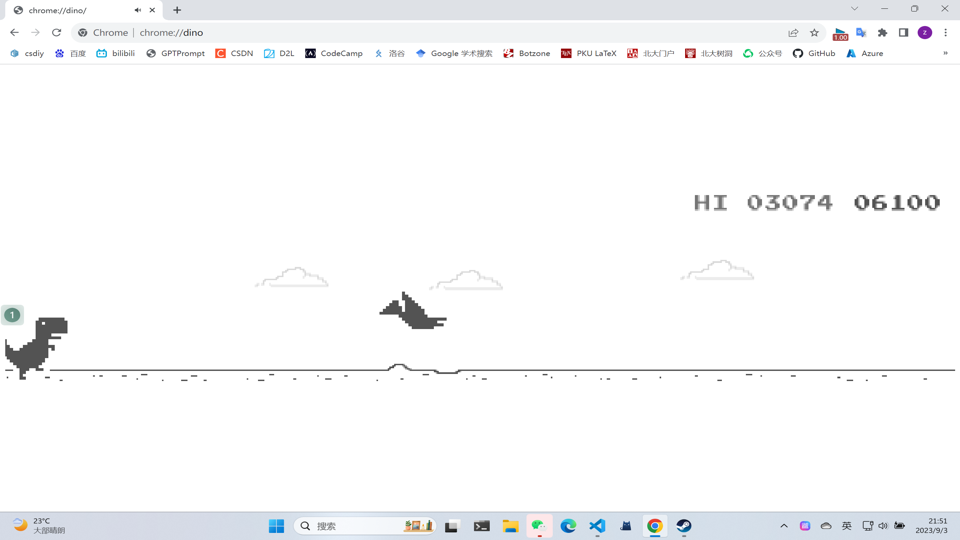 chrome://dino/
Chrome | chrome://dino
1.00
z
csdiy 百度 bilibili GPTPrompt CSDN D2L CodeCamp 洛谷 Google 学术搜索 Botzone PKU LaTeX 北大门户 北大树洞 公众号 GitHub Azure »
HI 03074 06100
1
23°C
大部晴朗
搜索
英
21:51
2023/9/3